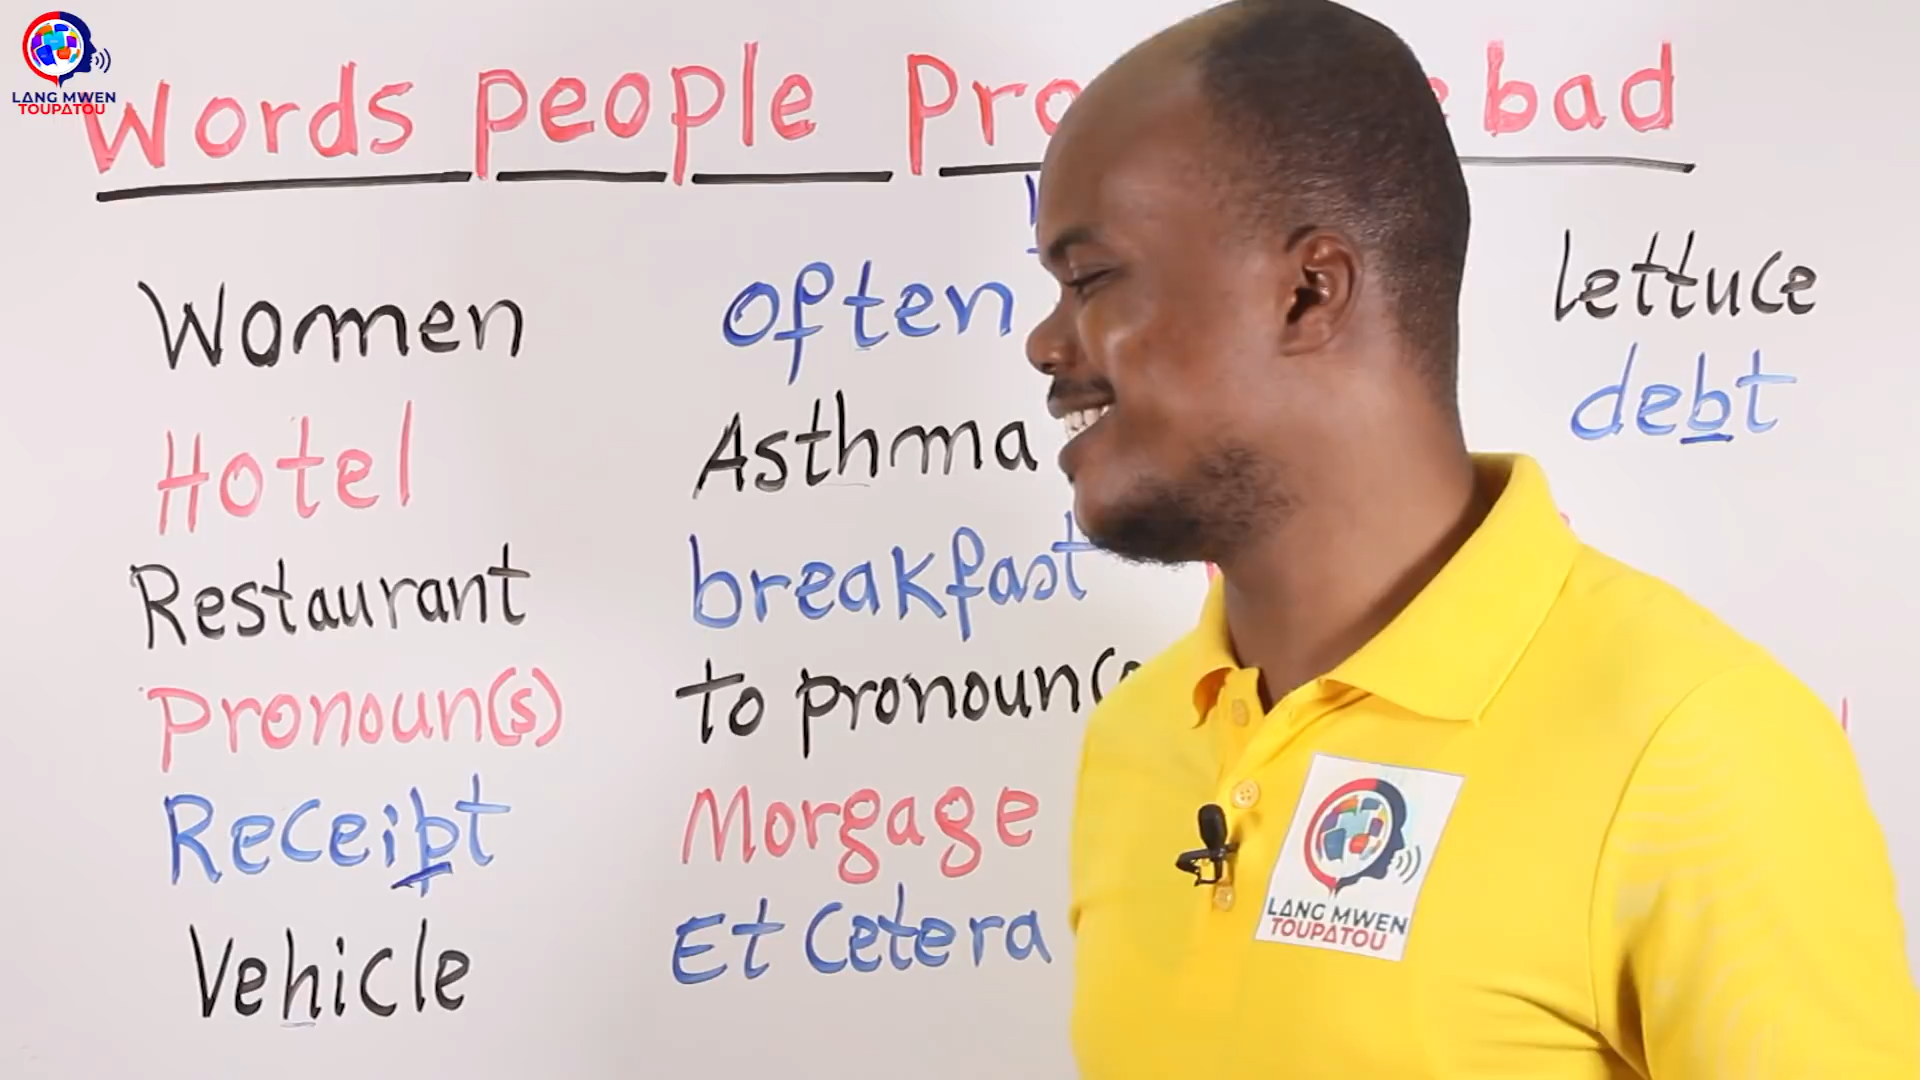 LANG MWEN
TOUPATOU
Words people Pro bad
Women
Hotel
Restaurant
Pronoun(s)
Receipt
Vehicle
often
Asthma
breakfast
to pronounce
Morgage
Et Cetera
lettuce
debt
LANG MWEN
TOUPATOU